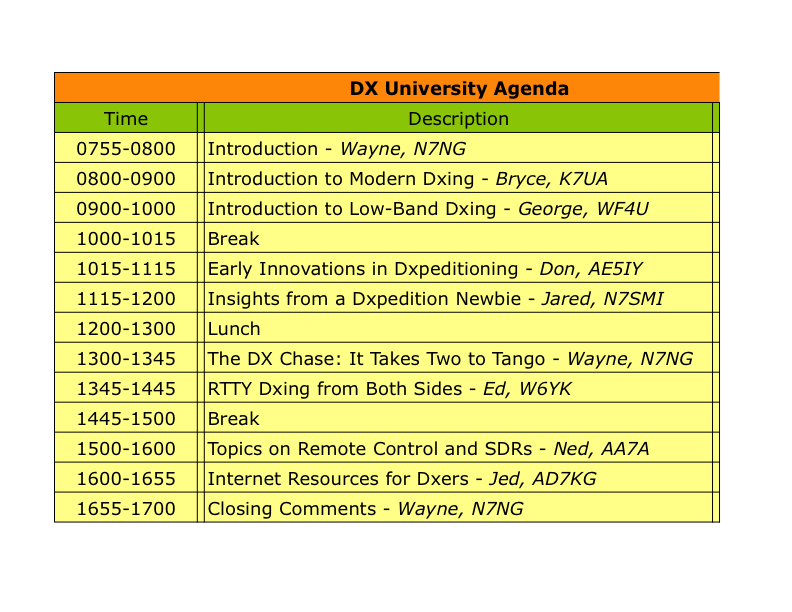 DX University Agenda
Time Description
0755-0800 Introduction - Wayne, N7NG
0800-0900 Introduction to Modern Dxing - Bryce, K7UA
0900-1000 Introduction to Low-Band Dxing - George, WF4U
1000-1015 Break
1015-1115 Early Innovations in Dxpeditioning - Don, AE5IY
1115-1200 Insights from a Dxpedition Newbie - Jared, N7SMI
1200-1300 Lunch
1300-1345 The DX Chase: It Takes Two to Tango - Wayne, N7NG
1345-1445 RTTY Dxing from Both Sides - Ed, W6YK
1445-1500 Break
1500-1600 Topics on Remote Control and SDRs - Ned, AA7A
1600-1655 Internet Resources for Dxers - Jed, AD7KG
1655-1700 Closing Comments - Wayne, N7NG